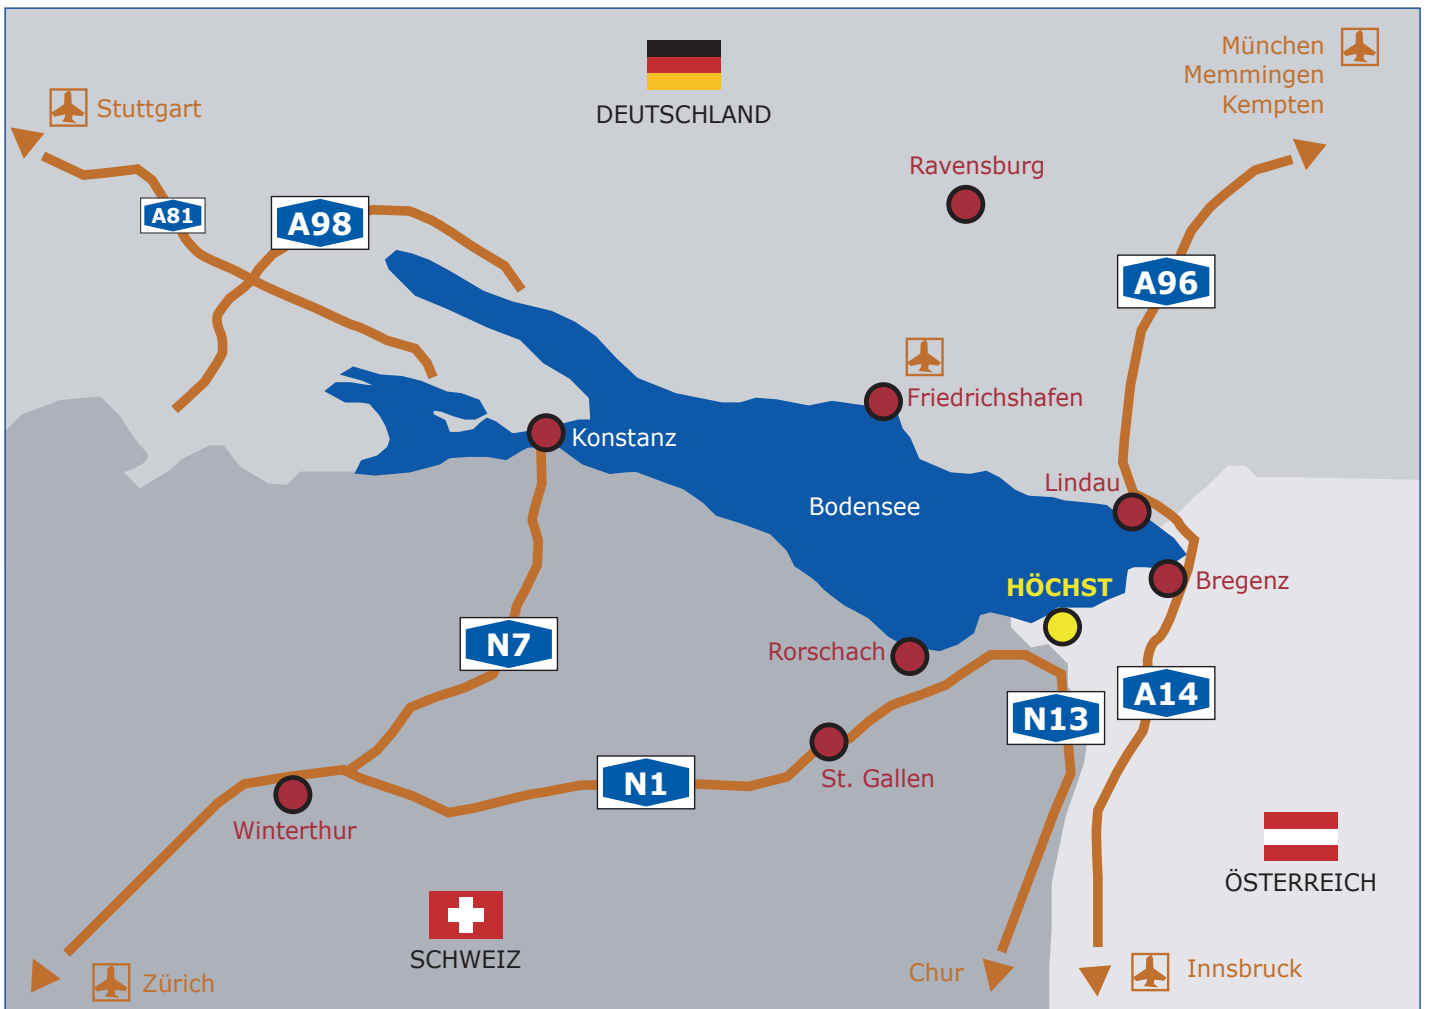 München
Memmingen
Kempten
Stuttgart
DEUTSCHLAND
Ravensburg
A81
A98
A96
Friedrichshafen
Konstanz
Lindau
Bodensee
HÖCHST
Bregenz
N7
Rorschach
A14
N13
St. Gallen
N1
Winterthur
ÖSTERREICH
SCHWEIZ
Chur
Innsbruck
Zürich